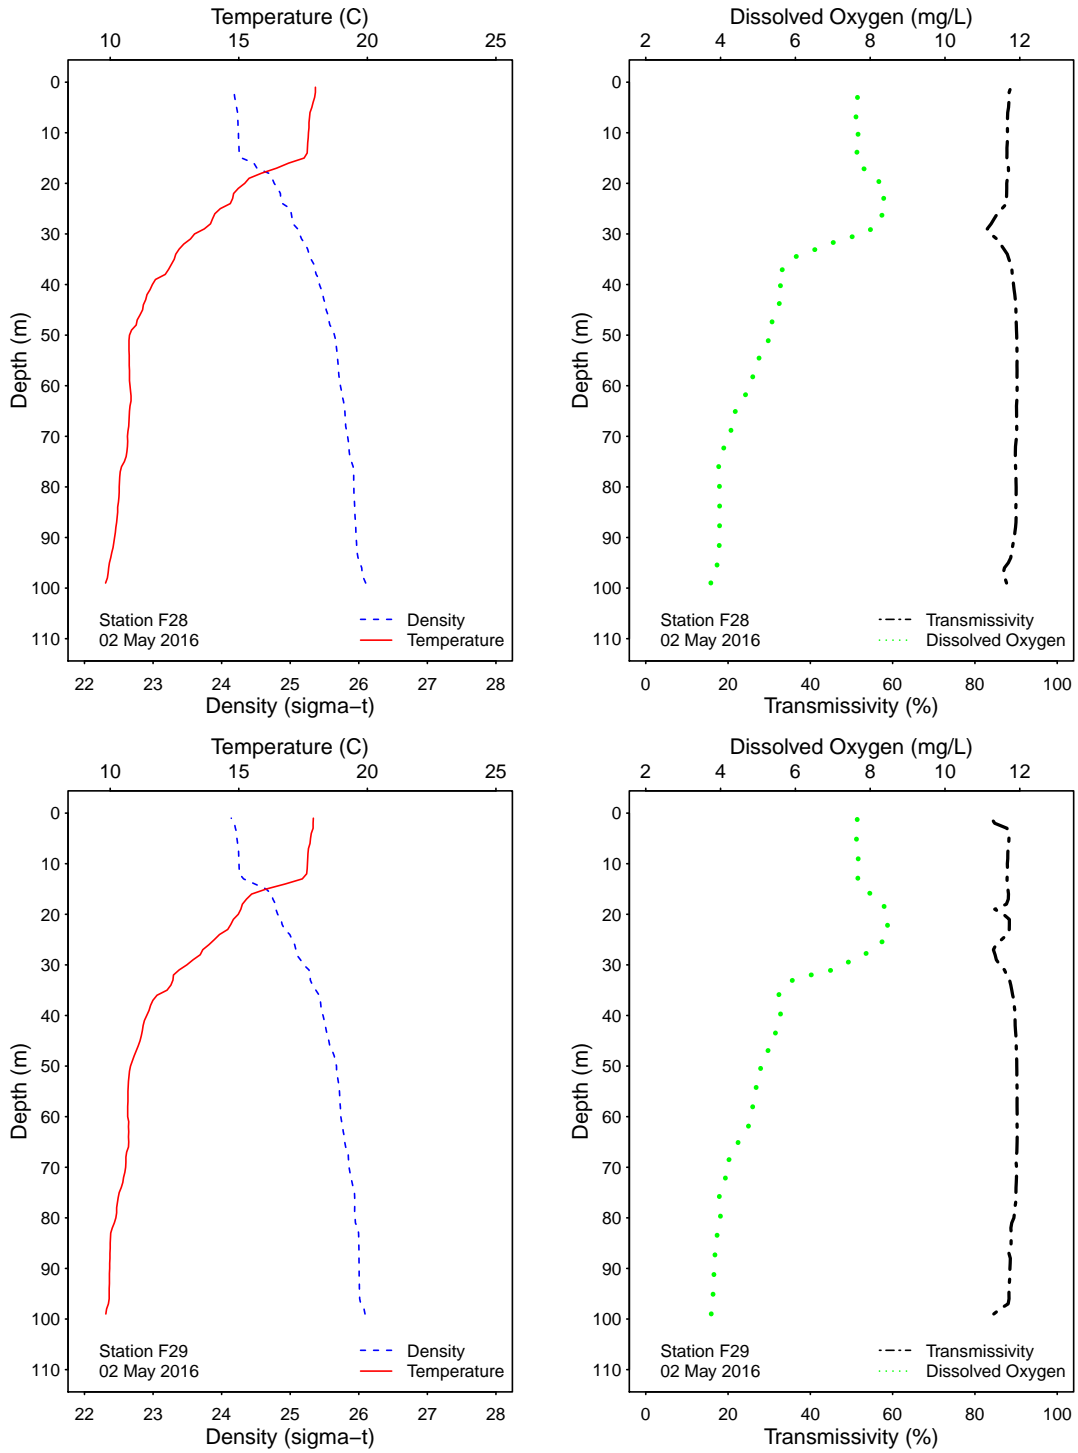 Temperature (C)
10 15 20 25
0
10
20
30
40
50
60
70
80
90
100
110
Depth (m)
Station F28
02 May 2016
Density
Temperature
22 23 24 25 26 27 28
Density (sigma−t)
Dissolved Oxygen (mg/L)
2 4 6 8 10 12
0
10
20
30
40
50
60
70
80
90
100
110
Depth (m)
Station F28
02 May 2016
Transmissivity
Dissolved Oxygen
0 20 40 60 80 100
Transmissivity (%)
Temperature (C)
10 15 20 25
0
10
20
30
40
50
60
70
80
90
100
110
Depth (m)
Station F29
02 May 2016
Density
Temperature
22 23 24 25 26 27 28
Density (sigma−t)
Dissolved Oxygen (mg/L)
2 4 6 8 10 12
0
10
20
30
40
50
60
70
80
90
100
110
Depth (m)
Station F29
02 May 2016
Transmissivity
Dissolved Oxygen
0 20 40 60 80 100
Transmissivity (%)